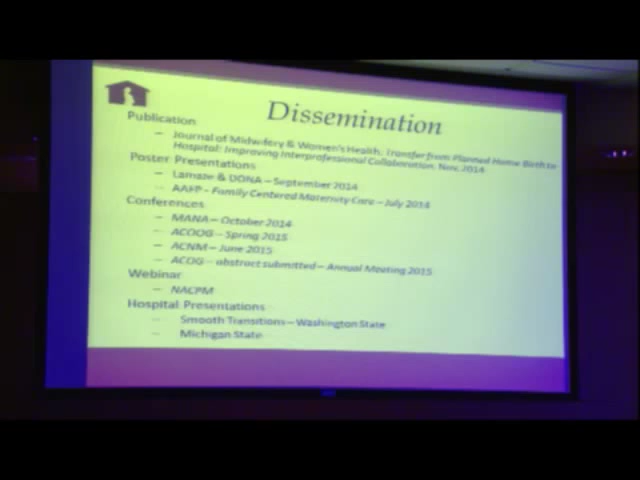 Dissemination
Publication
– Journal of Midwifery & Women's Health, Transfer from Planned Home Birth to
Hospital: Improving Interprofessional Collaboration, Nov. 2014
Poster Presentations
– Lamaze & DONA – September 2014
– AAFP - Family Centered Maternity Care – July 2014
Conferences
– MANA – October 2014
– ACOOG – Spring 2015
– ACNM – June 2015
– ACOG – abstract submitted – Annual Meeting 2015
Webinar
– NACPM
Hospital Presentations
– Smooth Transitions – Washington State
– Michigan State